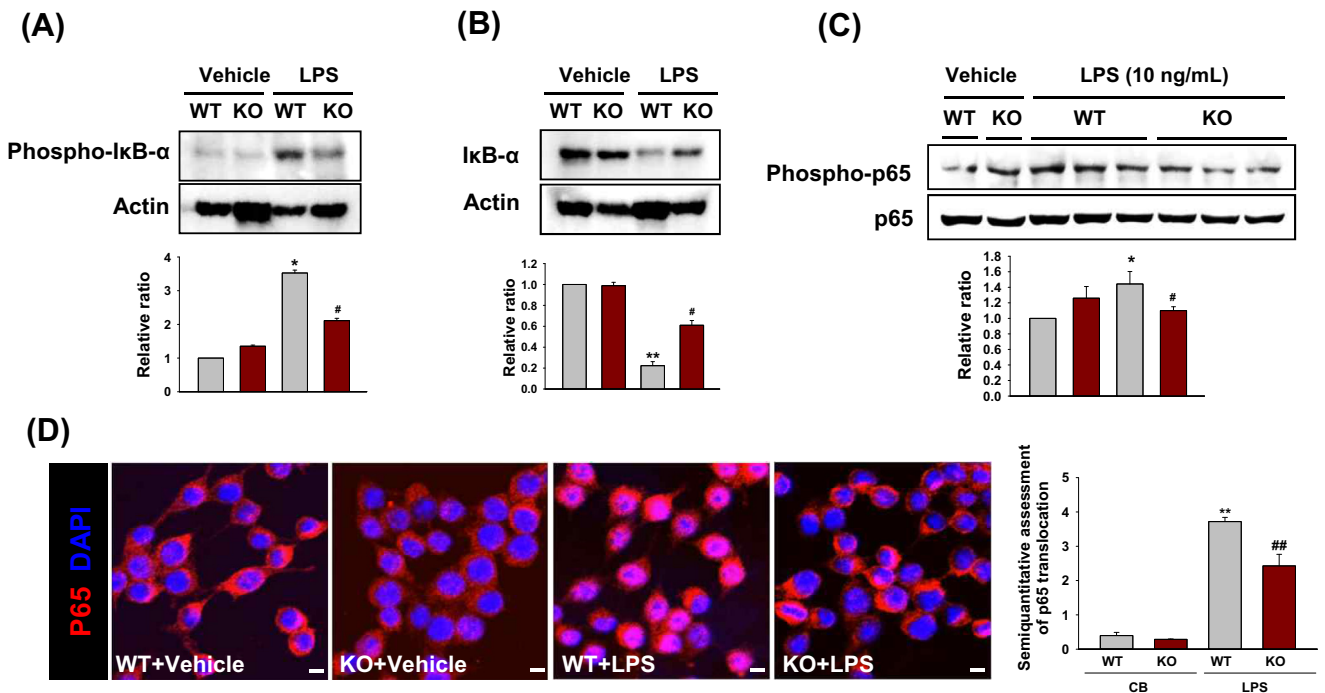 (A)
Vehicle LPS
WT KO WT KO
Phospho-IκB-α
Actin
Relative ratio
4
3
2
1
0
*
#
(B)
Vehicle LPS
WT KO WT KO
IκB-α
Actin
Relative ratio
1.2
1.0
0.8
0.6
0.4
0.2
0.0
**
#
(C)
Vehicle LPS (10 ng/mL)
WT KO WT KO
Phospho-p65
p65
Relative ratio
1.8
1.6
1.4
1.2
1.0
0.8
0.6
0.4
0.2
0.0
*
#
(D)
P65 DAPI
WT+Vehicle
KO+Vehicle
WT+LPS
KO+LPS
Semiquantitative assessment
of p65 translocation
5
4
3
2
1
0
**
##
WT KO WT KO
CB LPS